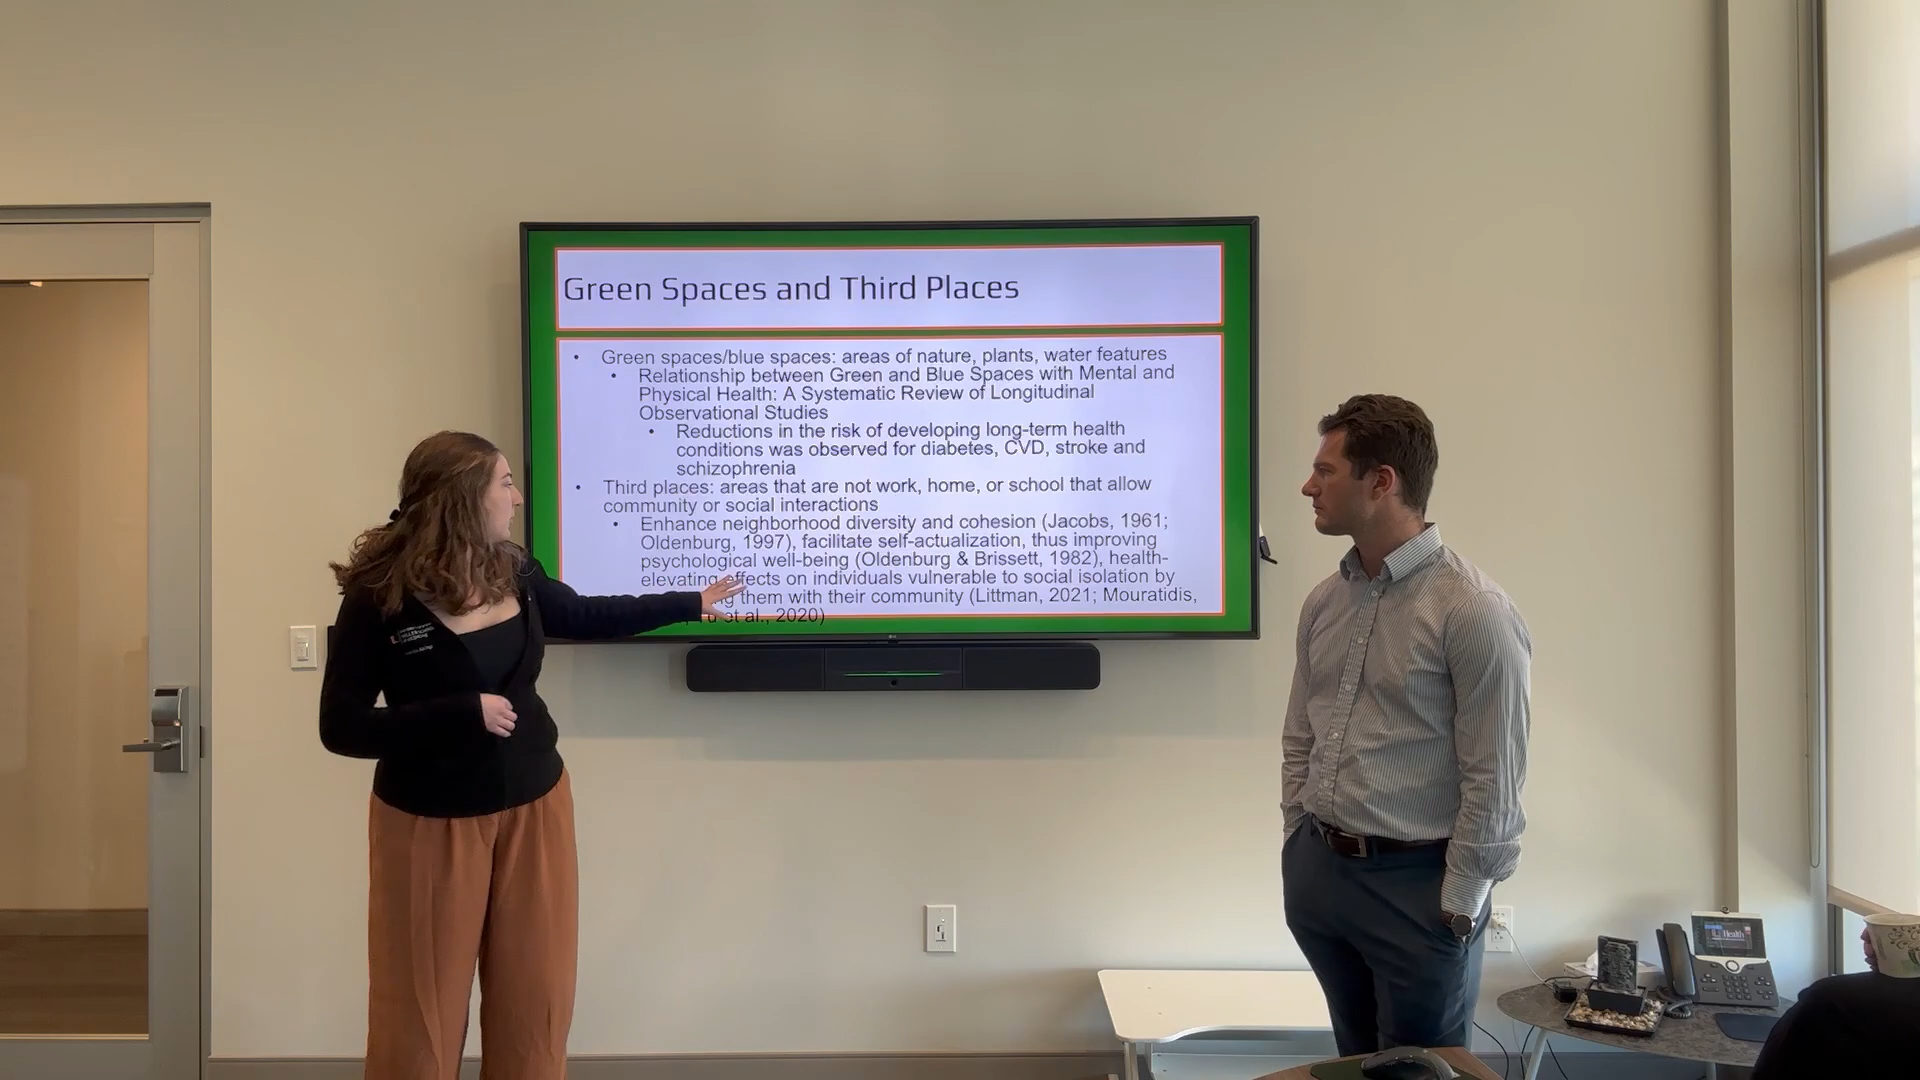 Green Spaces and Third Places
• Green spaces/blue spaces: areas of nature, plants, water features
• Relationship between Green and Blue Spaces with Mental and
Physical Health: A Systematic Review of Longitudinal
Observational Studies
• Reductions in the risk of developing long-term health
conditions was observed for diabetes, CVD, stroke and
schizophrenia
• Third places: areas that are not work, home, or school that allow
community or social interactions
• Enhance neighborhood diversity and cohesion (Jacobs, 1961;
Oldenburg, 1997), facilitate self-actualization, thus improving
psychological well-being (Oldenburg & Brissett, 1982), health-
elevating effects on individuals vulnerable to social isolation by
them with their community (Littman, 2021; Mouratidis,
et al., 2020)
Health